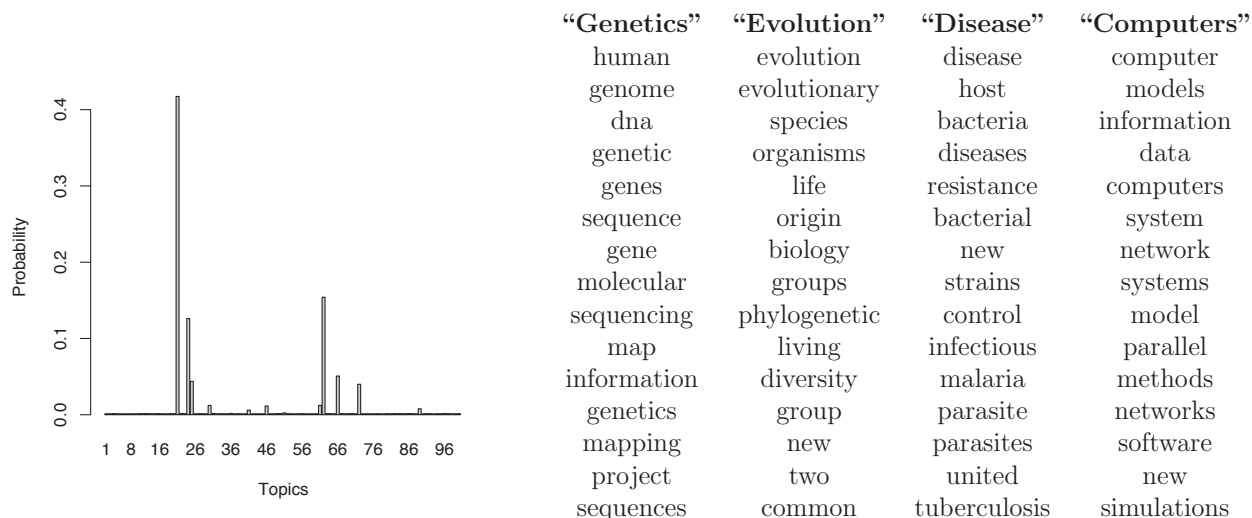 “Genetics” “Evolution” “Disease” “Computers”
human evolution disease computer
genome evolutionary host models
dna species bacteria information
genetic organisms diseases data
genes life resistance computers
sequence origin bacterial system
gene biology new network
molecular groups strains systems
sequencing phylogenetic control model
map living infectious parallel
information diversity malaria methods
genetics group parasite networks
mapping new parasites software
project two united new
sequences common tuberculosis simulations
Probability
0.4
0.3
0.2
0.1
0.0
1 8 16 26 36 46 56 66 76 86 96
Topics